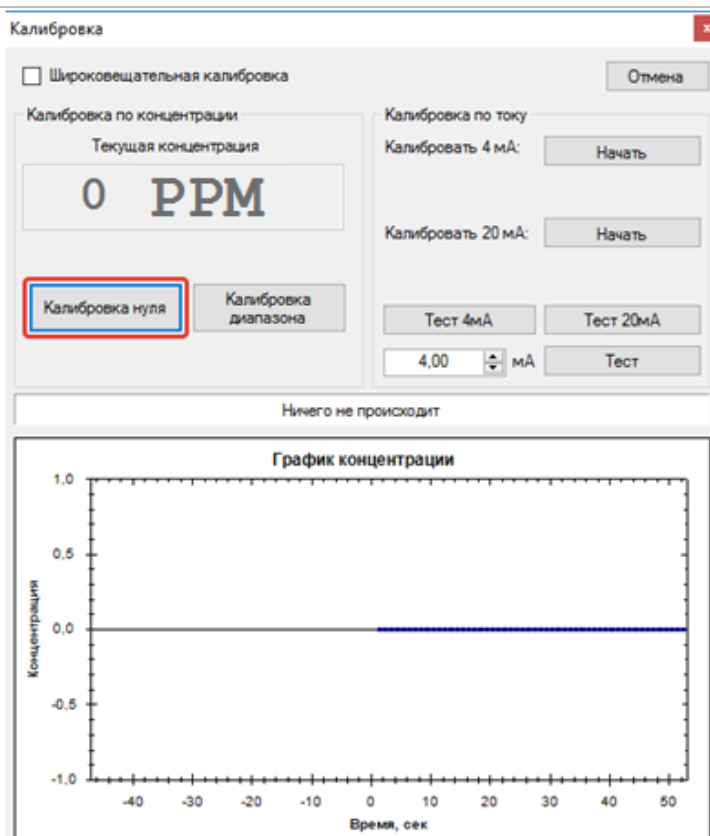 Калибровка
x
Широковещательная калибровка
Отмена
Калибровка по концентрации
Текущая концентрация
0 PPM
Калибровка нуля
Калибровка
диапазона
Калибровка по току
Калибровать 4 мА:
Начать
Калибровать 20 мА:
Начать
Тест 4мА
Тест 20мА
4,00
мА
Тест
Ничего не происходит
График концентрации
Концентрация
1,0
0,5
0,0
-0,5
-1,0
-40 -30 -20 -10 0 10 20 30 40 50
Время, сек